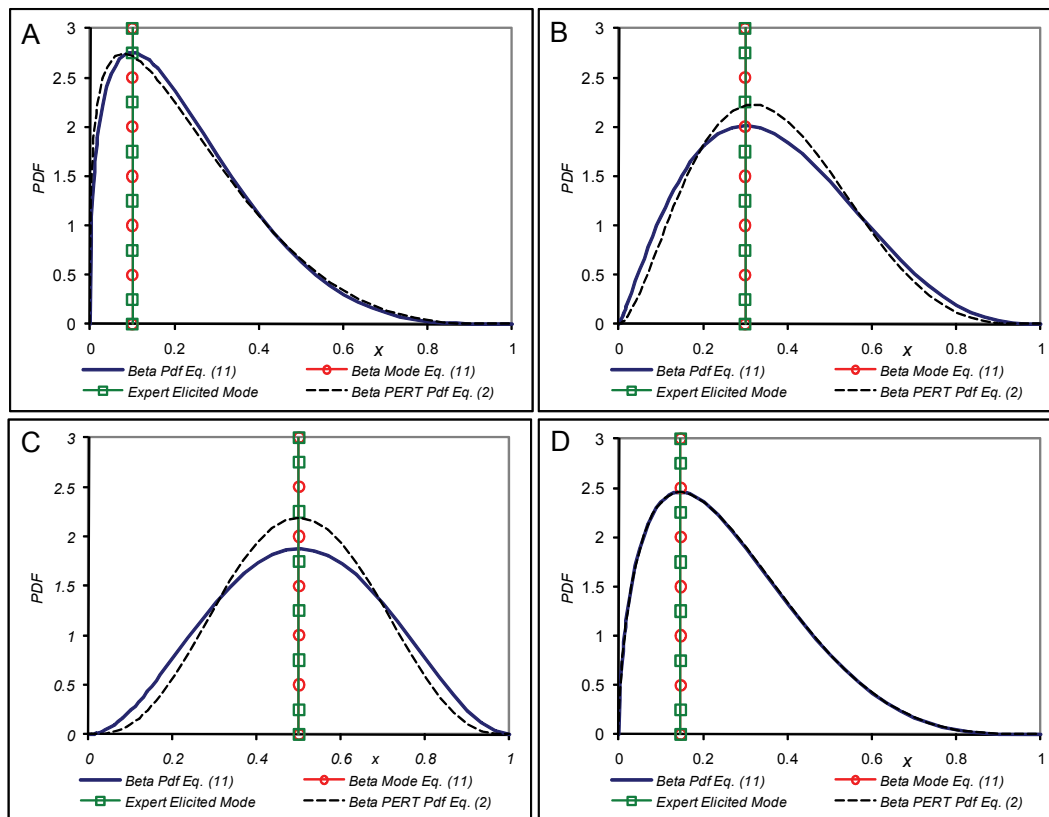 A
3
2.5
2
1.5
1
0.5
0
PDF
0
0.2
0.4
0.6
0.8
1
x
Beta Pdf Eq. (11)
Beta Mode Eq. (11)
Expert Elicited Mode
Beta PERT Pdf Eq. (2)
B
3
2.5
2
1.5
1
0.5
0
PDF
0
0.2
0.4
0.6
0.8
1
x
Beta Pdf Eq. (11)
Beta Mode Eq. (11)
Expert Elicited Mode
Beta PERT Pdf Eq. (2)
C
3
2.5
2
1.5
1
0.5
0
PDF
0
0.2
0.4
0.6
0.8
1
x
Beta Pdf Eq. (11)
Beta Mode Eq. (11)
Expert Elicited Mode
Beta PERT Pdf Eq. (2)
D
3
2.5
2
1.5
1
0.5
0
PDF
0
0.2
0.4
0.6
0.8
1
x
Beta Pdf Eq. (11)
Beta Mode Eq. (11)
Expert Elicited Mode
Beta PERT Pdf Eq. (2)